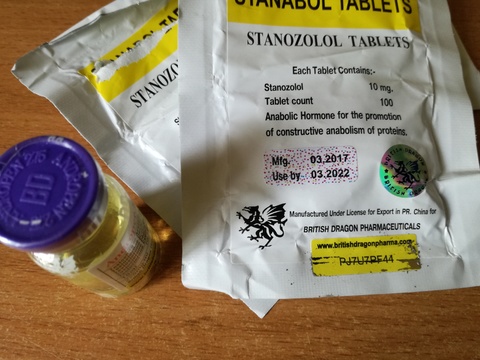 STANABOL TABLETS
STANOZOLOL TABLETS
Each Tablet Contains:-
Stanozolol 10 mg.
Tablet count 100
Anabolic Hormone for the promotion
of constructive anabolism of proteins.
Mfg. 03.2017
Use by 03.2022
Manufactured Under License for Export in PR. China for
BRITISH DRAGON PHARMACEUTICALS
www.britishdragonpharma.com
PJ7U7RF44
TABLETS